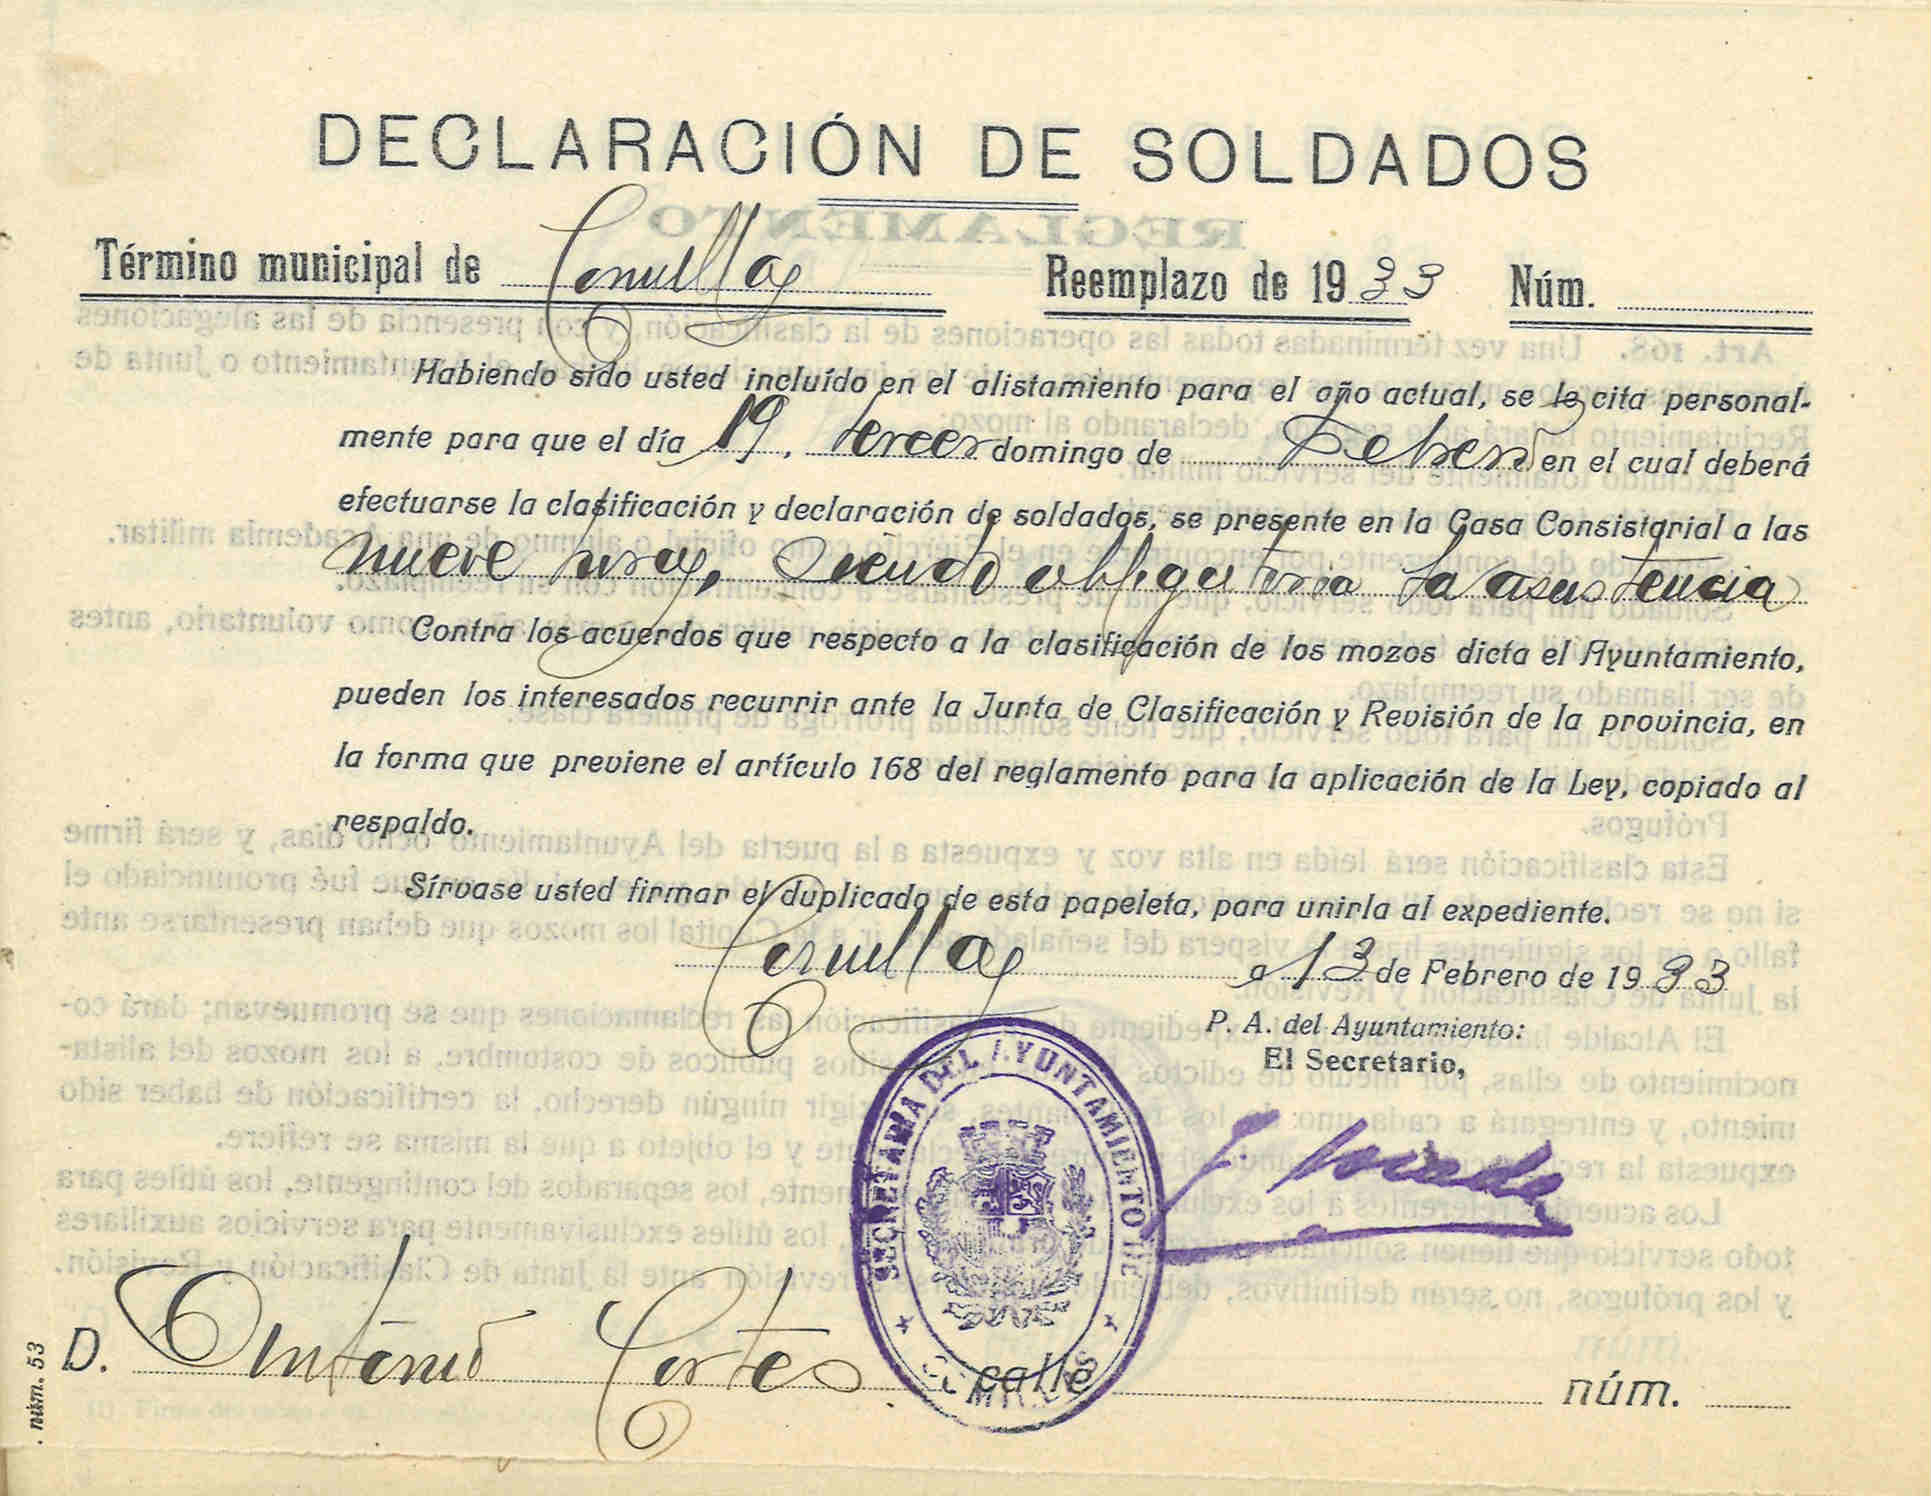 DECLARACIÓN DE SOLDADOS
Término municipal de Comillas Reemplazo de 1933 Núm.
Habiendo sido usted incluído en el alistamiento para el año actual, se le cita personal-
mente para que el día 19, tercer domingo de Febrero en el cual deberá
efectuarse la clasificación y declaración de soldados, se presente en la Casa Consistorial a las
nueve horas, siendo obligatoria la asistencia
Contra los acuerdos que respecto a la clasificación de los mozos dicta el Ayuntamiento,
pueden los interesados recurrir ante la Junta de Clasificación y Revisión de la provincia, en
la forma que previene el artículo 168 del reglamento para la aplicación de la Ley, copiado al
respaldo.
Sírvase usted firmar el duplicado de esta papeleta, para unirla al expediente.
Comillas a 13 de Febrero de 1933
P. A. del Ayuntamiento:
El Secretario,
SECRETARIA DEL AYUNTAMIENTO DE
COMILLAS
D. Antonio Cortes calle núm.
. núm. 53